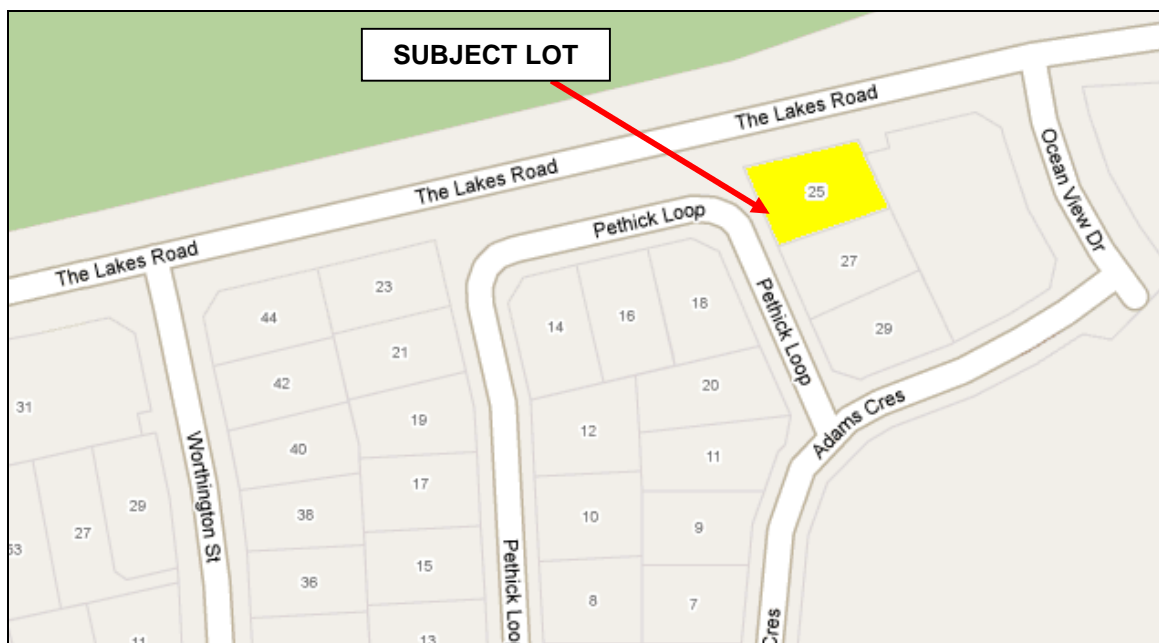 SUBJECT LOT
The Lakes Road
The Lakes Road
The Lakes Road
Ocean View Dr
25
Pethick Loop
27
Pethick Loop
29
23
44
14
16
18
21
42
20
Adams Cres
31
19
12
40
11
Worthington St
17
29
27
38
10
9
Pethick Loop
15
36
8
7
Cres
13
11